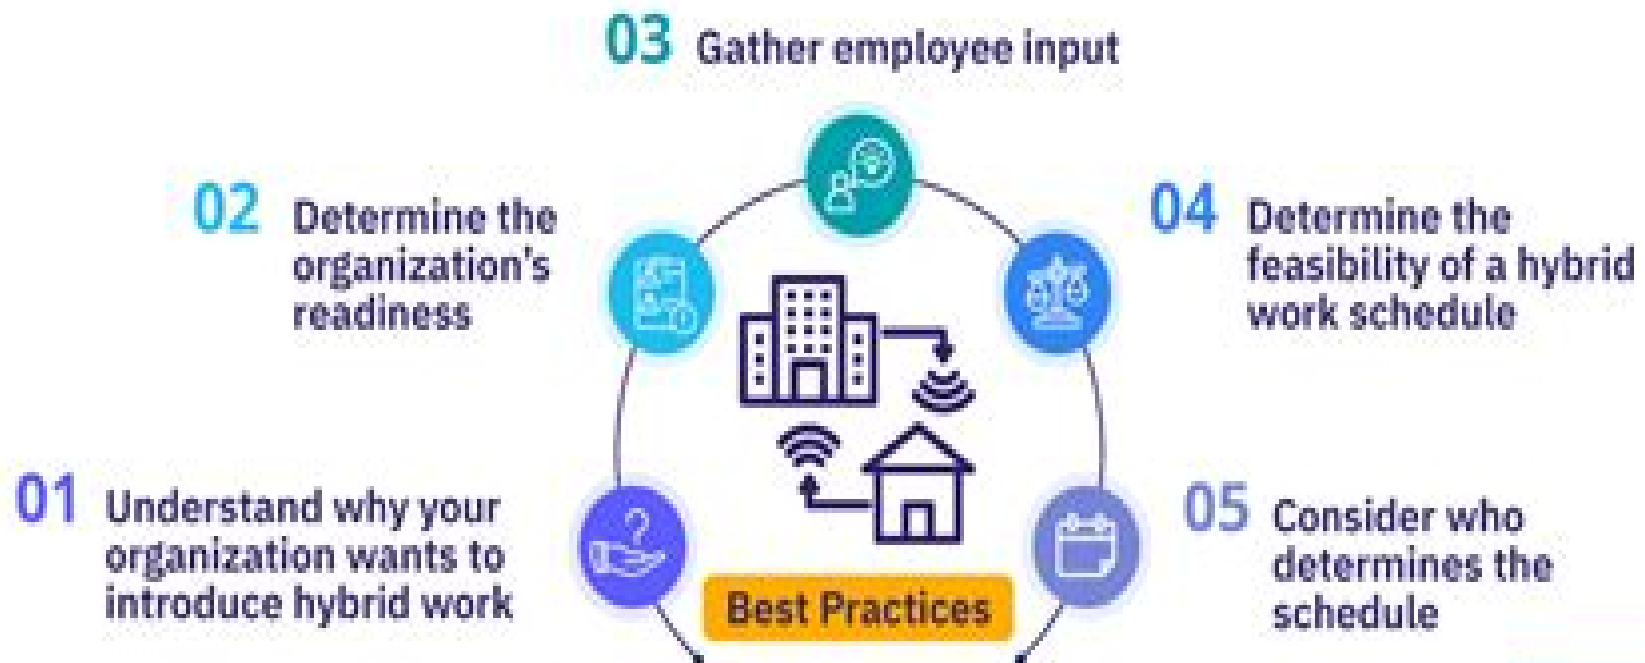 03 Gather employee input
02 Determine the
organization's
readiness
04 Determine the
feasibility of a hybrid
work schedule
01 Understand why your
organization wants to
introduce hybrid work
05 Consider who
determines the
schedule
Best Practices